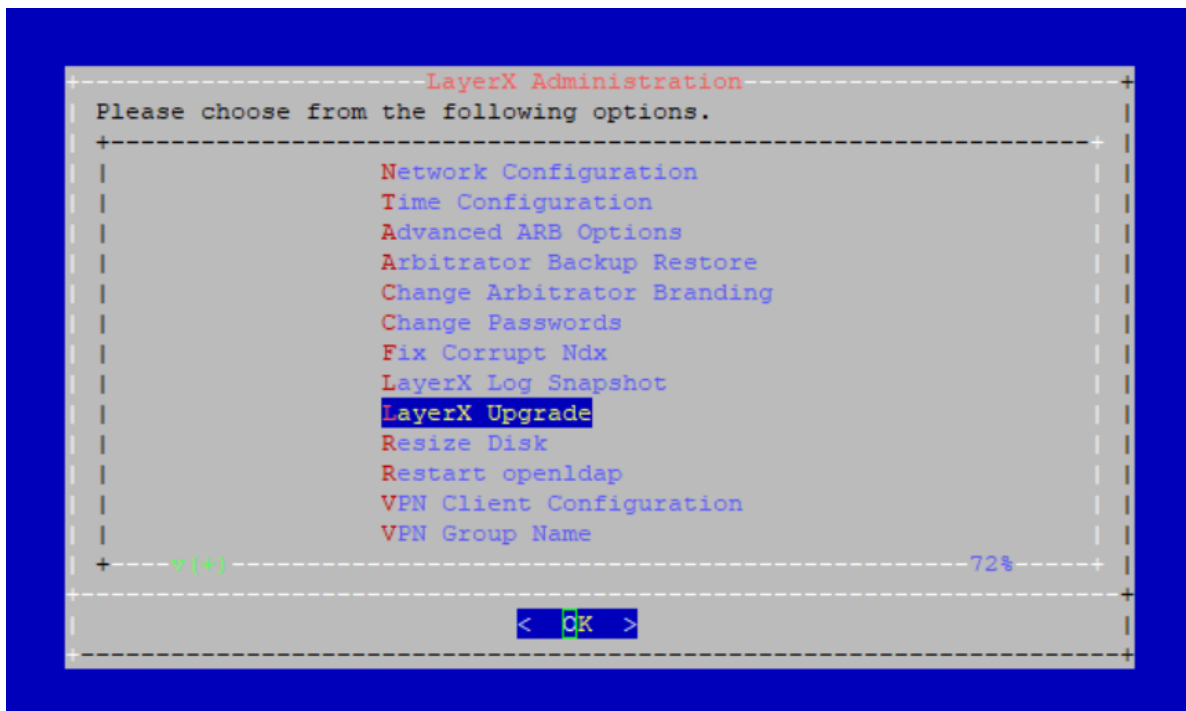 LayerX Administration
Please choose from the following options.
Network Configuration
Time Configuration
Advanced ARB Options
Arbitrator Backup Restore
Change Arbitrator Branding
Change Passwords
Fix Corrupt Ndx
LayerX Log Snapshot
LayerX Upgrade
Resize Disk
Restart openldap
VPN Client Configuration
VPN Group Name
v(+) 72%
< OK >